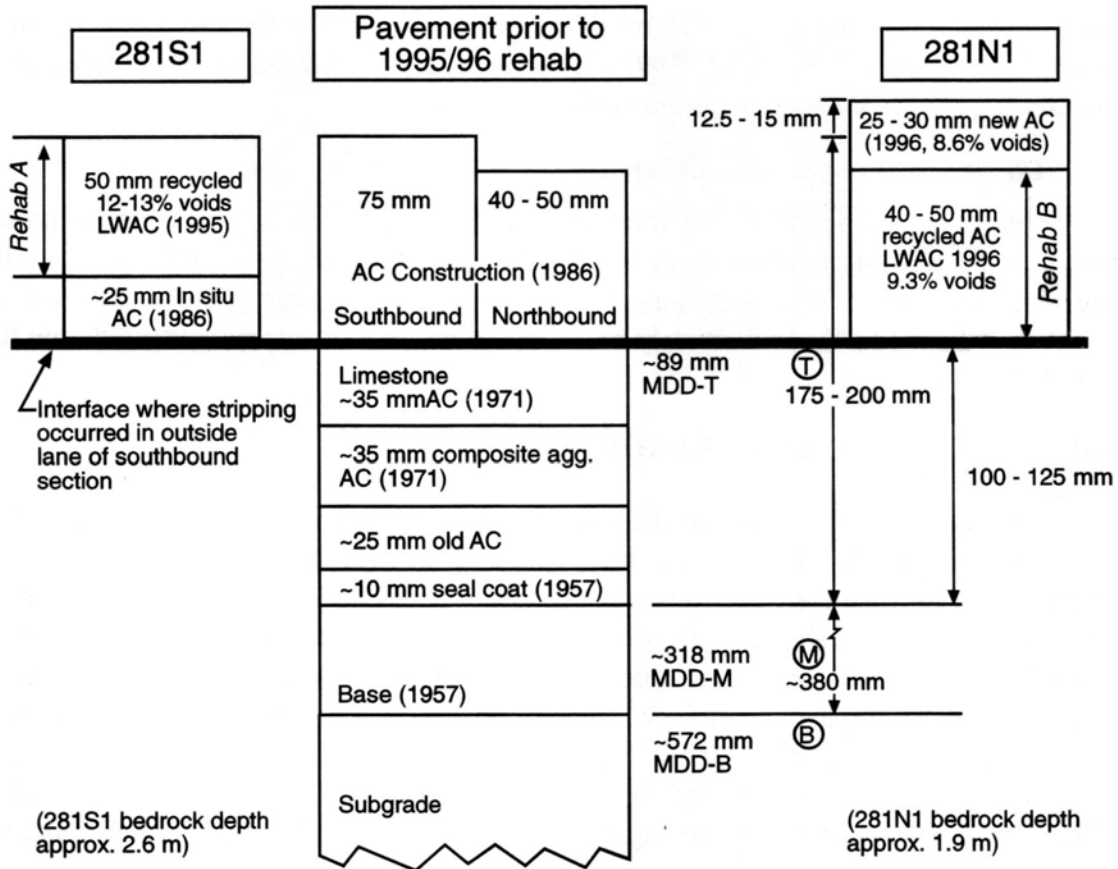 281S1
Pavement prior to
1995/96 rehab
281N1
Rehab A
50 mm recycled
12-13% voids
LWAC (1995)
~25 mm In situ
AC (1986)
Interface where stripping
occurred in outside
lane of southbound
section
(281S1 bedrock depth
approx. 2.6 m)
75 mm
40 - 50 mm
AC Construction (1986)
Southbound
Northbound
Limestone
~35 mmAC (1971)
~35 mm composite agg.
AC (1971)
~25 mm old AC
~10 mm seal coat (1957)
Base (1957)
Subgrade
12.5 - 15 mm
25 - 30 mm new AC
(1996, 8.6% voids)
40 - 50 mm
recycled AC
LWAC 1996
9.3% voids
Rehab B
~89 mm
MDD-T
T
175 - 200 mm
100 - 125 mm
~318 mm
MDD-M
M
~380 mm
~572 mm
MDD-B
B
(281N1 bedrock depth
approx. 1.9 m)